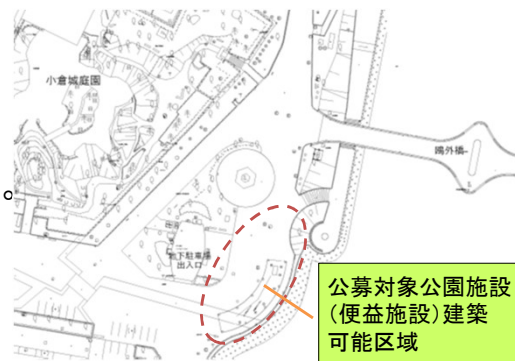 小倉城庭園
鴎外橋
地下駐車場
出入口
公募対象公園施設
(便益施設)建築
可能区域